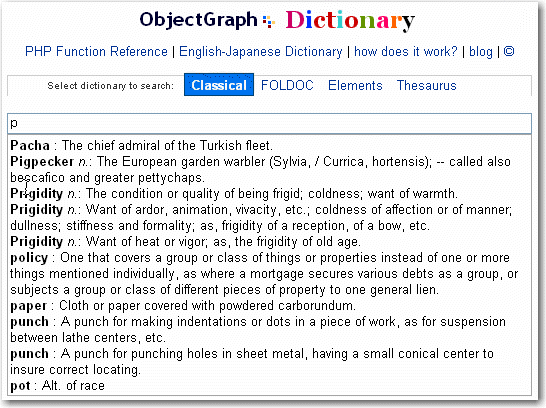 ObjectGraph Dictionary
PHP Function Reference | English-Japanese Dictionary | how does it work? | blog | ©
Select dictionary to search: Classical FOLDOC Elements Thesaurus
p
Pacha : The chief admiral of the Turkish fleet.
Pigpecker n.: The European garden warbler (Sylvia, / Currica, hortensis); -- called also
beccafico and greater pettychaps.
Prigidity n.: The condition or quality of being frigid; coldness; want of warmth.
Prigidity n.: Want of ardor, animation, vivacity, etc.; coldness of affection or of manner;
dullness; stiffness and formality; as, frigidity of a reception, of a bow, etc.
Prigidity n.: Want of heat or vigor; as, the frigidity of old age.
policy : One that covers a group or class of things or properties instead of one or more
things mentioned individually, as where a mortgage secures various debts as a group, or
subjects a group or class of different pieces of property to one general lien.
paper : Cloth or paper covered with powdered carborundum.
punch : A punch for making indentations or dots in a piece of work, as for suspension
between lathe centers, etc.
punch : A punch for punching holes in sheet metal, having a small conical center to
insure correct locating.
pot : Alt. of race